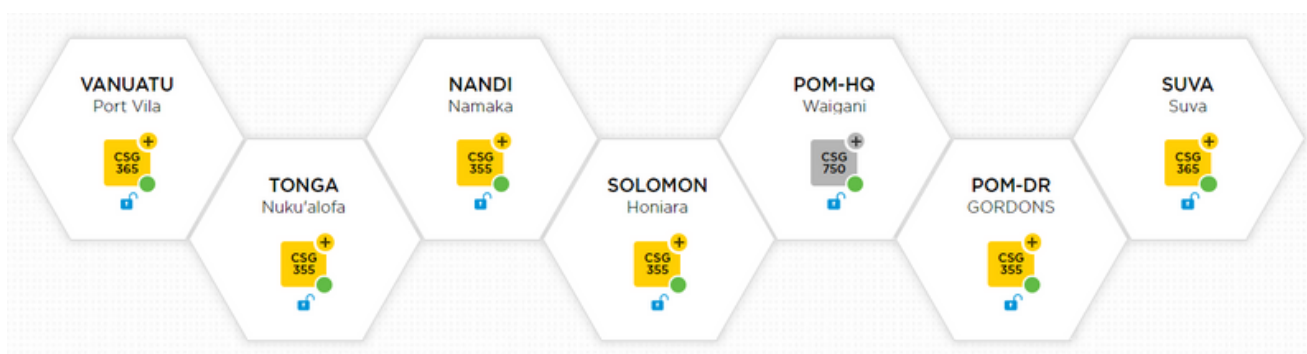 VANUATU
Port Vila
CSG
365
TONGA
Nuku'alofa
CSG
355
NANDI
Namaka
CSG
355
SOLOMON
Honiara
CSG
355
POM-HQ
Waigani
CSG
750
POM-DR
GORDONS
CSG
355
SUVA
Suva
CSG
365